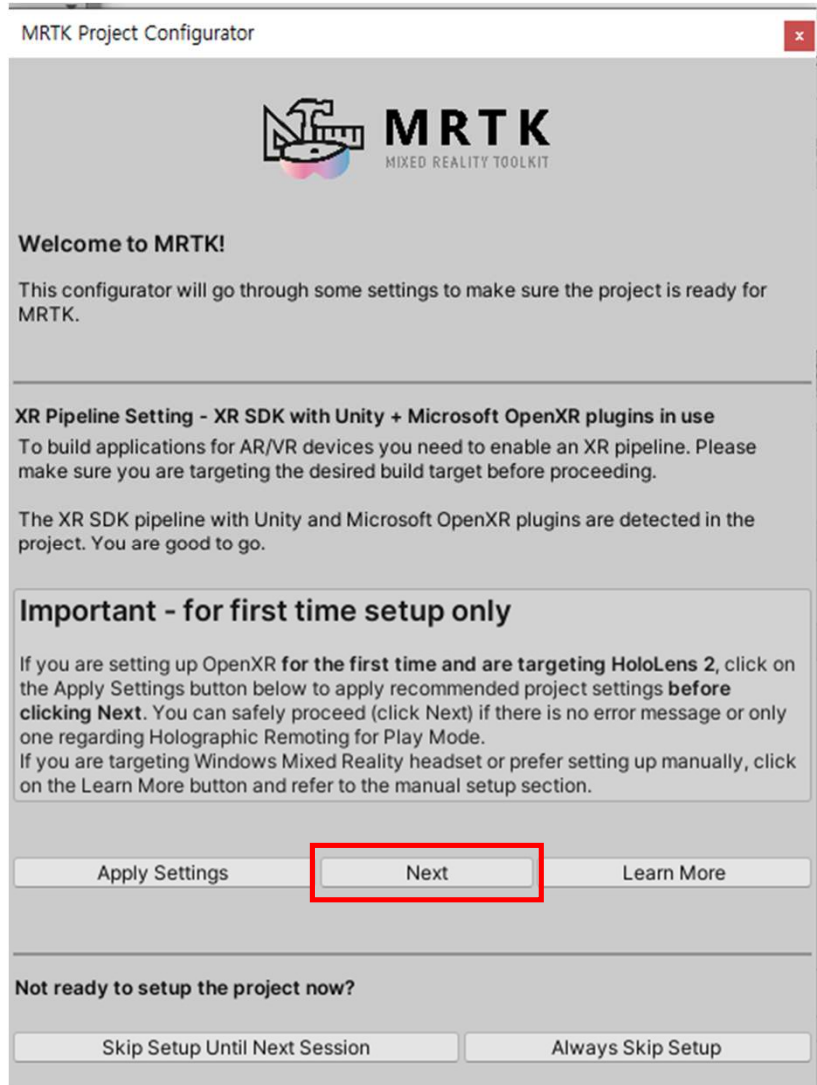 MRTK Project Configurator
x
MRTK
MIXED REALITY TOOLKIT
Welcome to MRTK!
This configurator will go through some settings to make sure the project is ready for
MRTK.
XR Pipeline Setting - XR SDK with Unity + Microsoft OpenXR plugins in use
To build applications for AR/VR devices you need to enable an XR pipeline. Please
make sure you are targeting the desired build target before proceeding.
The XR SDK pipeline with Unity and Microsoft OpenXR plugins are detected in the
project. You are good to go.
Important - for first time setup only
If you are setting up OpenXR for the first time and are targeting HoloLens 2, click on
the Apply Settings button below to apply recommended project settings before
clicking Next. You can safely proceed (click Next) if there is no error message or only
one regarding Holographic Remoting for Play Mode.
If you are targeting Windows Mixed Reality headset or prefer setting up manually, click
on the Learn More button and refer to the manual setup section.
Apply Settings Next Learn More
Not ready to setup the project now?
Skip Setup Until Next Session Always Skip Setup